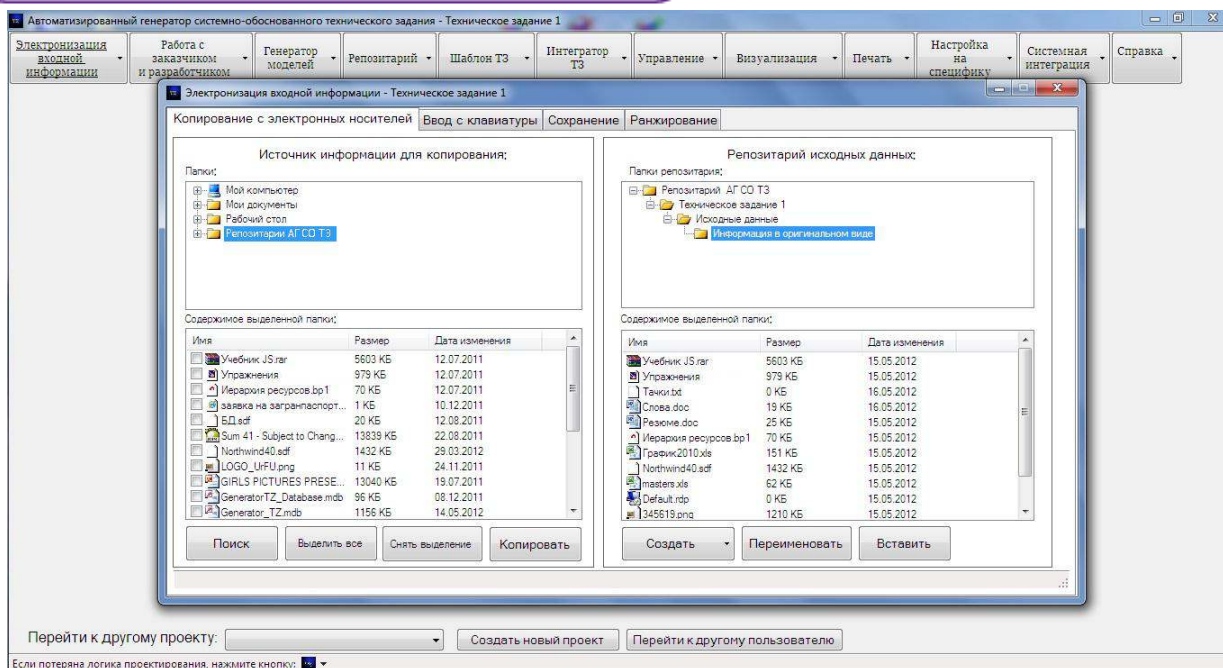 Автоматизированный генератор системно-обоснованного технического задания - Техническое задание 1
Электронизация входной информации
Работа с заказчиком и разработчиком
Генератор моделей
Репозитарий
Шаблон ТЗ
Интегратор ТЗ
Управление
Визуализация
Печать
Настройка на специфику
Системная интеграция
Справка
Электронизация входной информации - Техническое задание 1
Копирование с электронных носителей
Ввод с клавиатуры
Сохранение
Ранжирование
Источник информации для копирования:
Папки:
Мой компьютер
Мои документы
Рабочий стол
Репозитарии АГ СО ТЗ
Содержимое выделенной папки:
Имя Размер Дата изменения
Учебник JS.rar 5603 КБ 12.07.2011
Упражнения 979 КБ 12.07.2011
Иерархия ресурсов.bp1 70 КБ 12.07.2011
заявка на загранпаспорт... 1 КБ 10.12.2011
БД.sdf 20 КБ 12.08.2011
Sum 41 - Subject to Chang... 13839 КБ 22.08.2011
Northwind40.sdf 1432 КБ 29.03.2012
LOGO_UrFU.png 11 КБ 24.11.2011
GIRLS PICTURES PRESE... 13040 КБ 19.07.2011
GeneratorTZ_Database.mdb 96 КБ 08.12.2011
Generator_TZ.mdb 1156 КБ 14.05.2012
Поиск
Выделить все
Снять выделение
Копировать
Репозитарий исходных данных:
Папки репозитария:
Репозитарий АГ СО ТЗ
Техническое задание 1
Исходные данные
Информация в оригинальном виде
Содержимое выделенной папки:
Имя Размер Дата изменения
Учебник JS.rar 5603 КБ 15.05.2012
Упражнения 979 КБ 15.05.2012
Тачки.txt 0 КБ 16.05.2012
Слова.doc 19 КБ 16.05.2012
Резюме.doc 25 КБ 15.05.2012
Иерархия ресурсов.bp1 70 КБ 15.05.2012
График2010.xls 151 КБ 15.05.2012
Northwind40.sdf 1432 КБ 15.05.2012
masters.xls 62 КБ 15.05.2012
Default.rdp 0 КБ 15.05.2012
345619.png 1210 КБ 15.05.2012
Создать
Переименовать
Вставить
Перейти к другому проекту:
Создать новый проект
Перейти к другому пользователю
Если потеряна логика проектирования, нажмите кнопку: